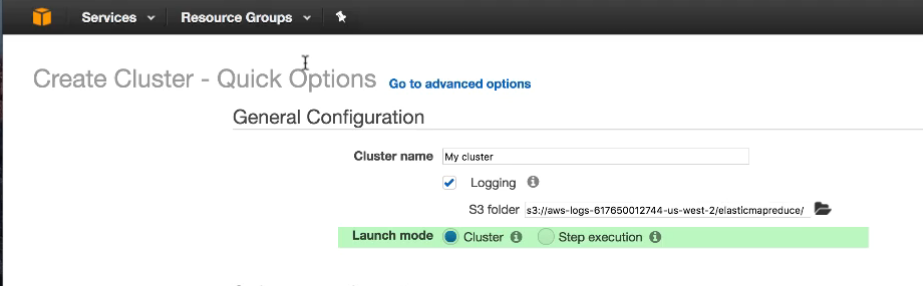 Services Resource Groups
Create Cluster - Quick Options Go to advanced options
General Configuration
Cluster name My cluster
Logging
S3 folder s3://aws-logs-617650012744-us-west-2/elasticmapreduce/
Launch mode Cluster Step execution